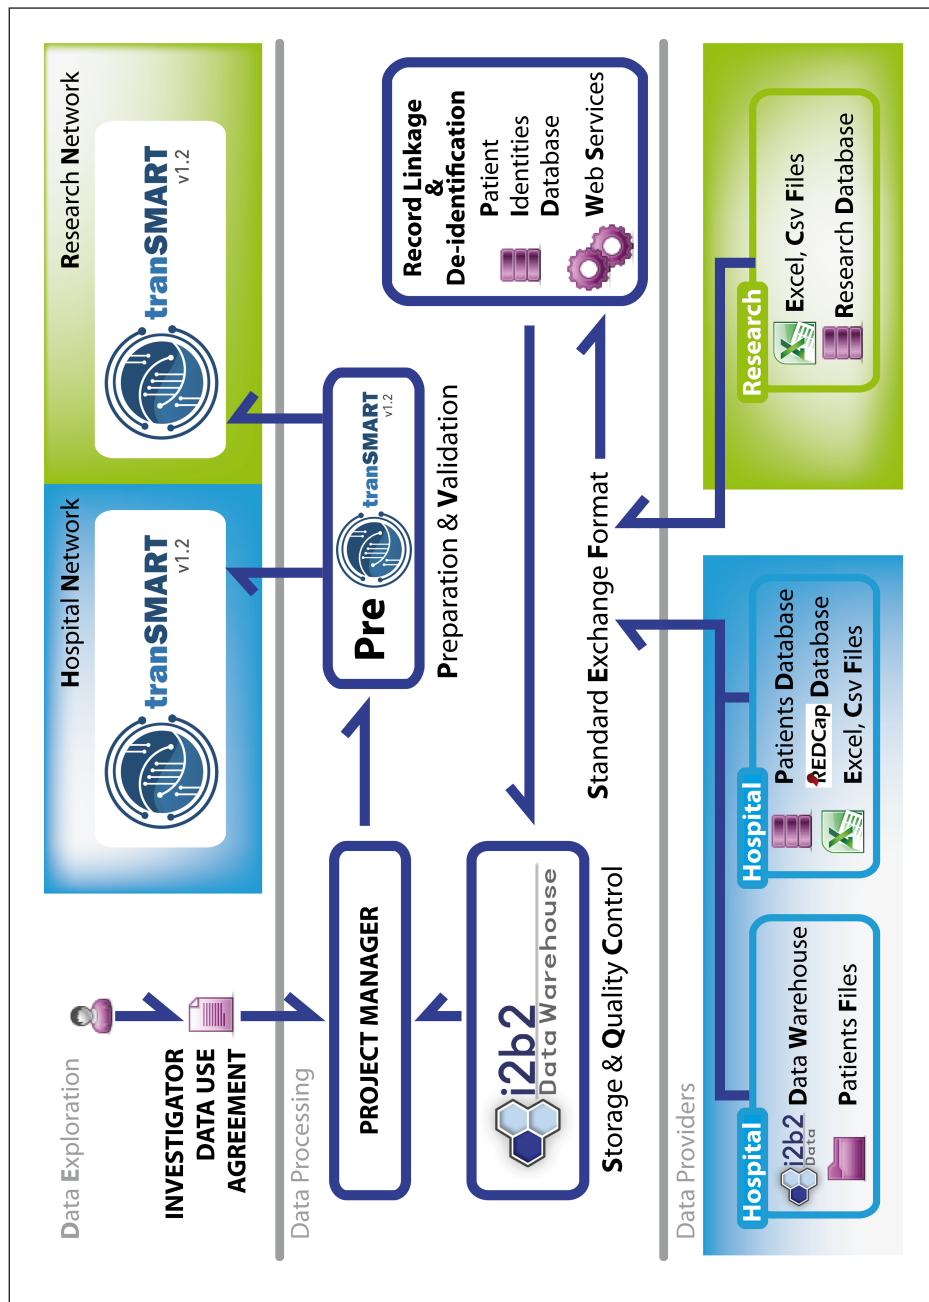 Data Exploration
INVESTIGATOR
DATA USE
AGREEMENT
Hospital Network
tranSMART
v1.2
Research Network
tranSMART
v1.2
Data Processing
PROJECT MANAGER
Pre
tranSMART
v1.2
Preparation & Validation
Record Linkage
&
De-identification
Patient
Identities
Database
Web Services
i2b2
Data Warehouse
Storage & Quality Control
Standard Exchange Format
Data Providers
Hospital
i2b2
Data
Data Warehouse
Patients Files
Hospital
Patients Database
REDCap Database
Excel, Csv Files
Research
Excel, Csv Files
Research Database